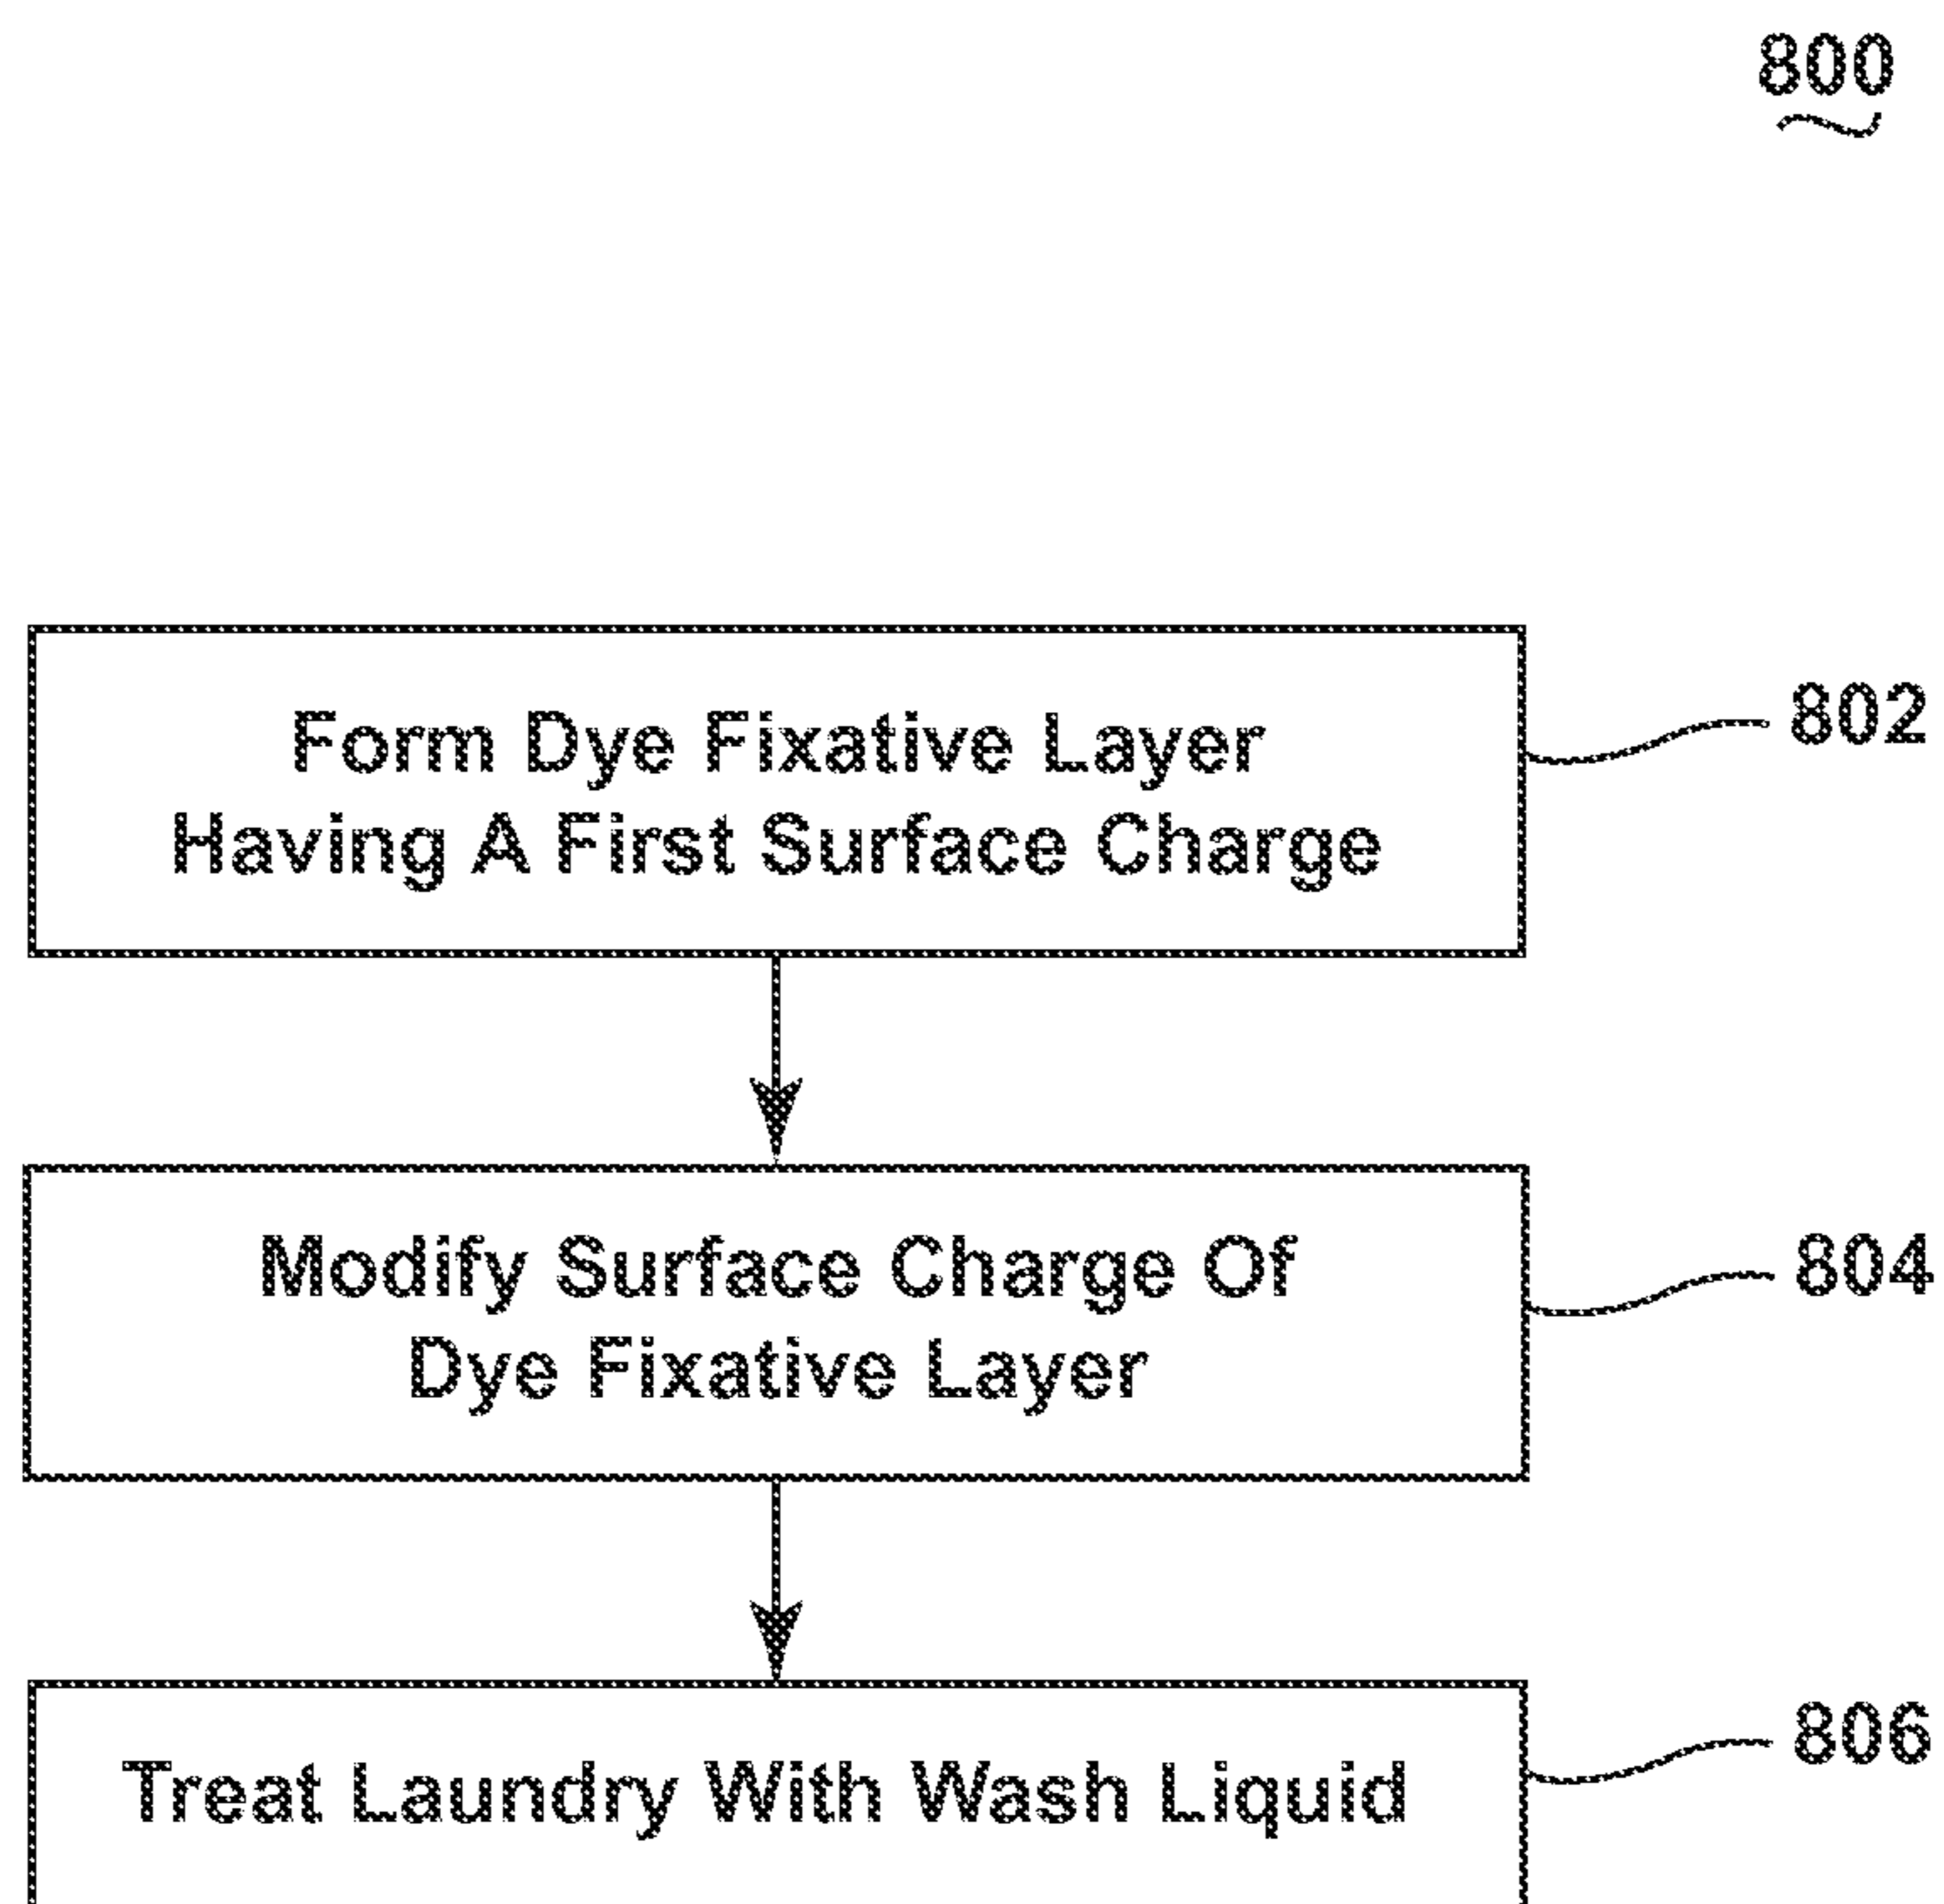 800
Form Dye Fixative Layer
Having A First Surface Charge
802
Modify Surface Charge Of
Dye Fixative Layer
804
Treat Laundry With Wash Liquid
806